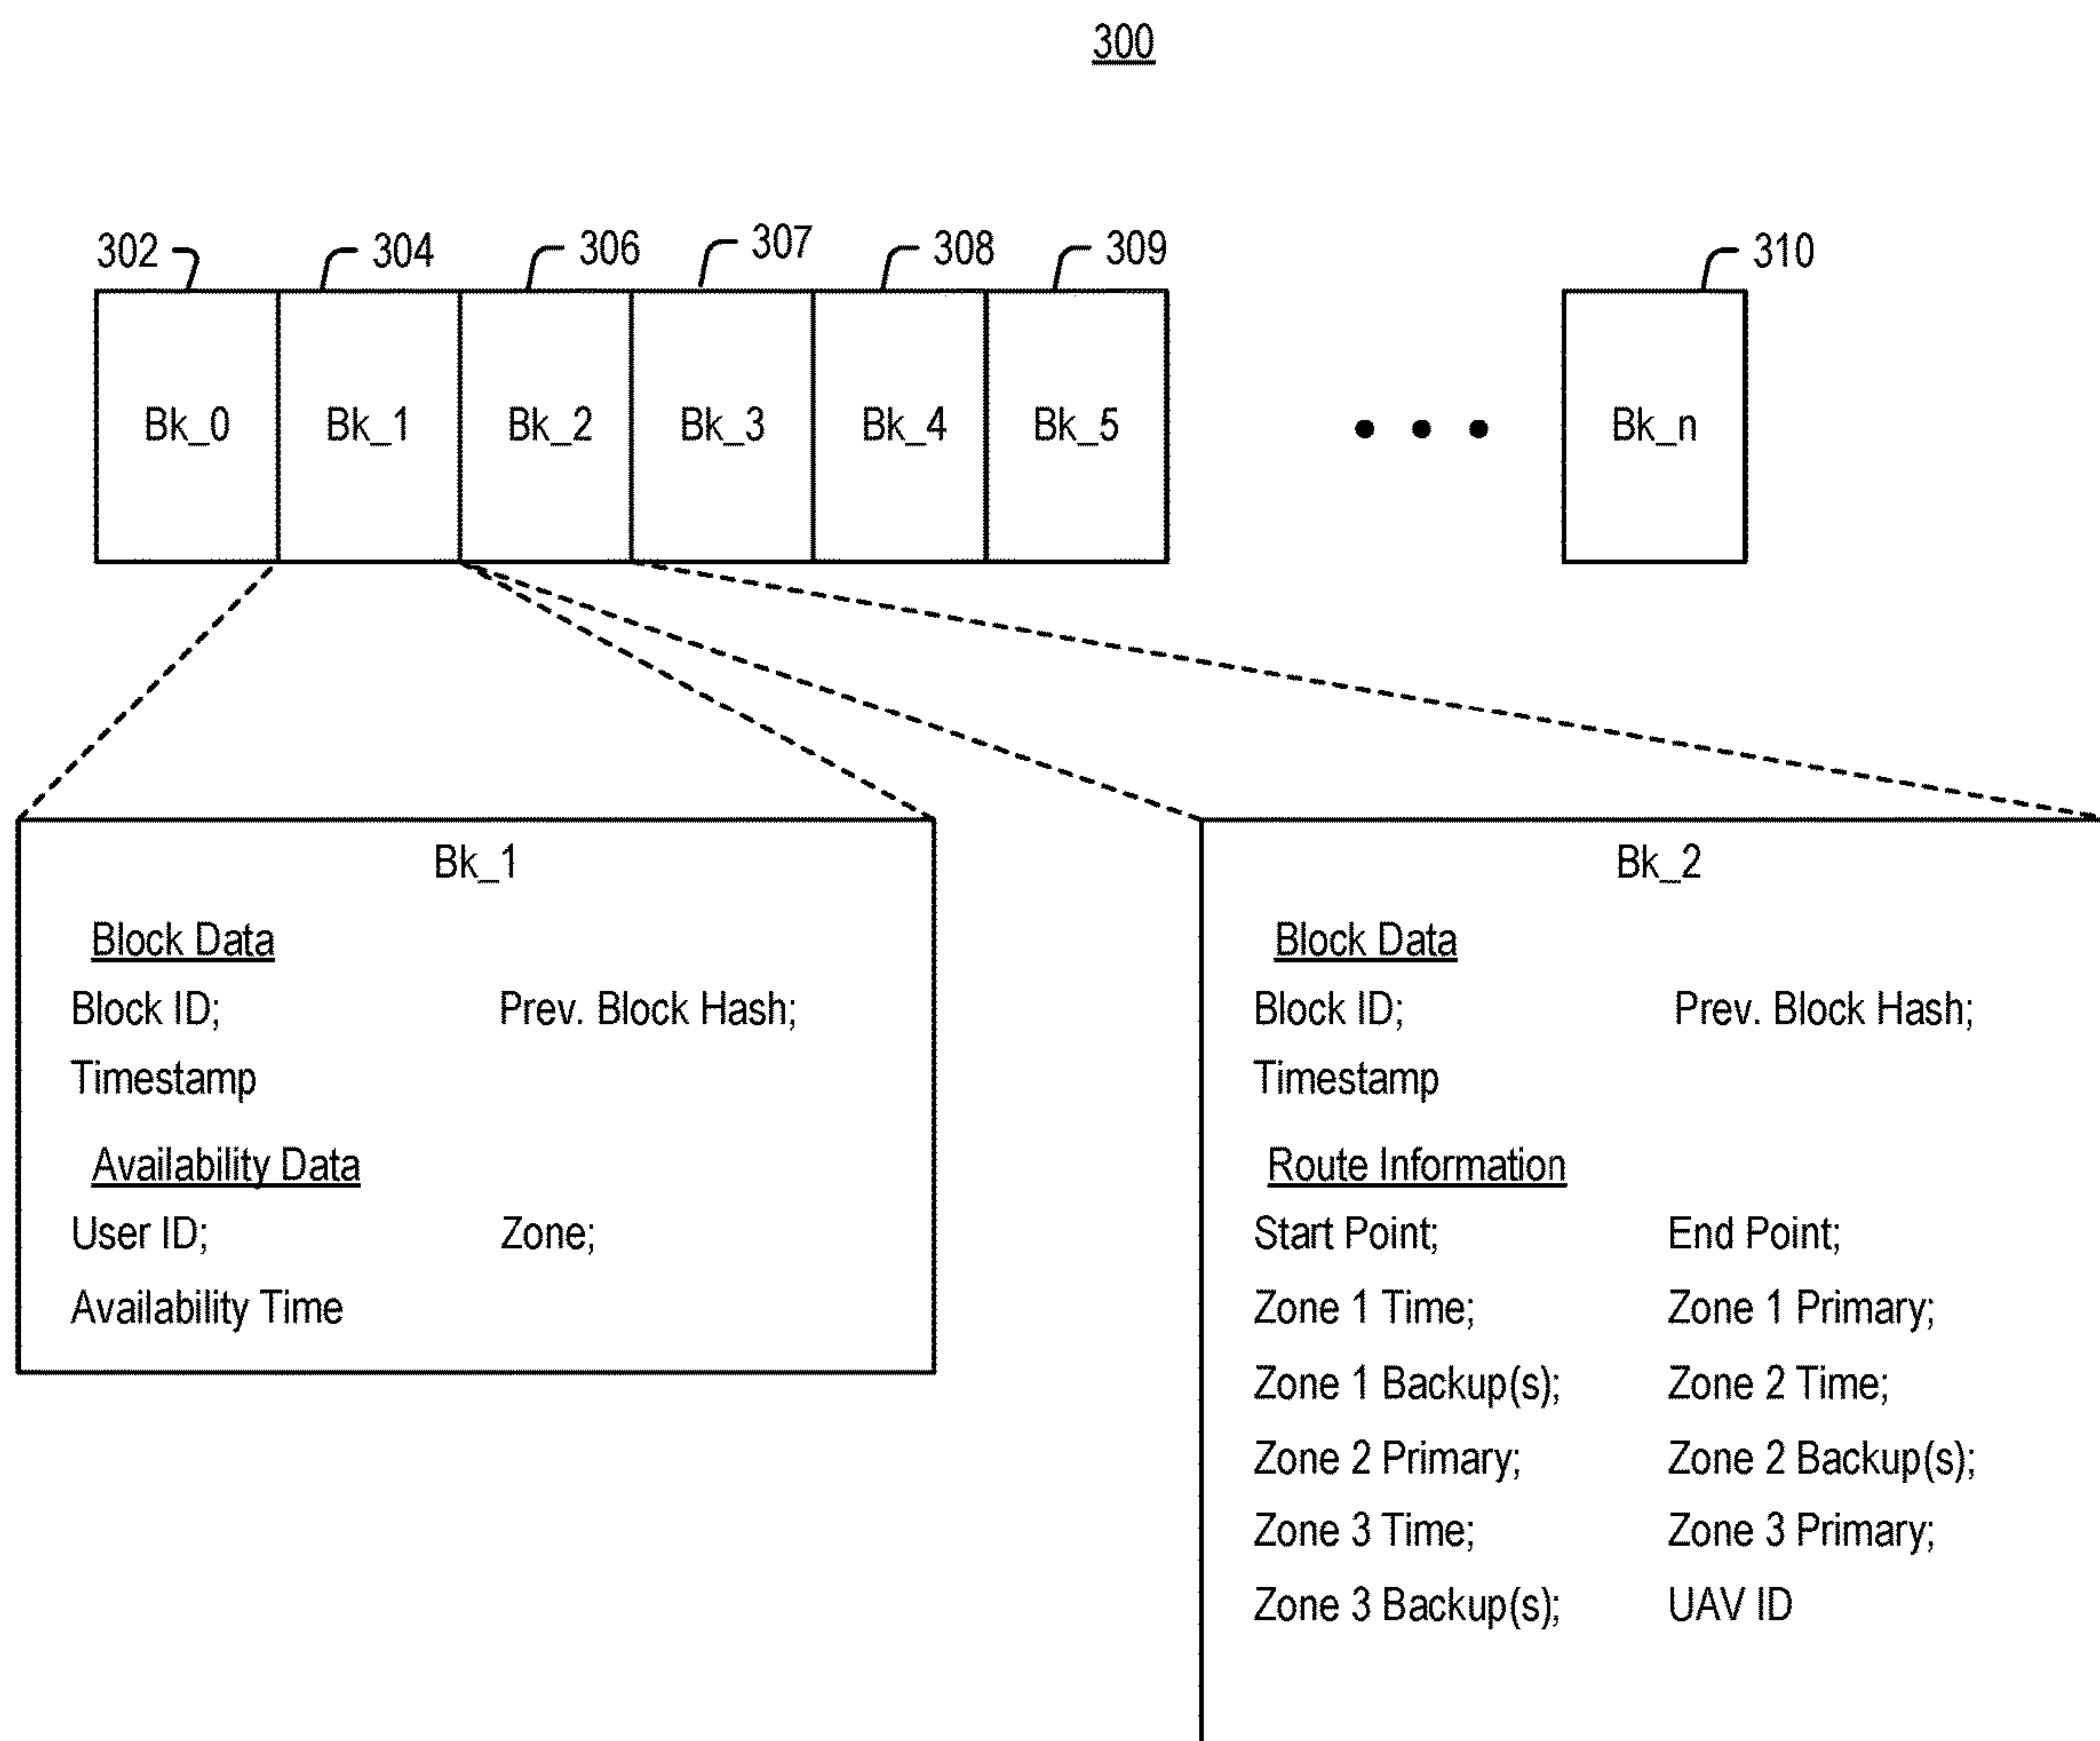 300
302 304 306 307 308 309 310
Bk_0 Bk_1 Bk_2 Bk_3 Bk_4 Bk_5 Bk_n
Bk_1
Block Data
Block ID; Prev. Block Hash;
Timestamp
Availability Data
User ID; Zone;
Availability Time
Bk_2
Block Data
Block ID; Prev. Block Hash;
Timestamp
Route Information
Start Point; End Point;
Zone 1 Time; Zone 1 Primary;
Zone 1 Backup(s); Zone 2 Time;
Zone 2 Primary; Zone 2 Backup(s);
Zone 3 Time; Zone 3 Primary;
Zone 3 Backup(s); UAV ID